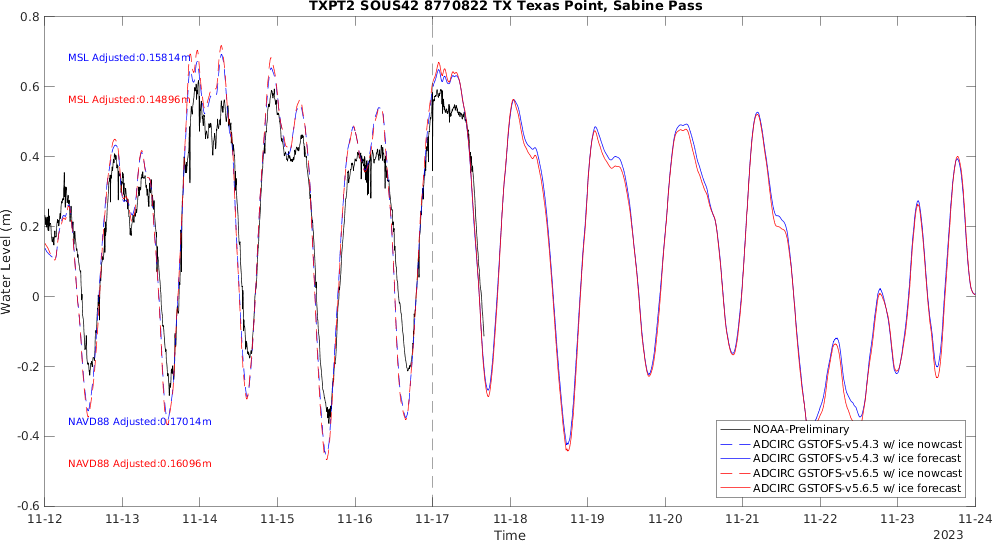 TXPT2 SOUS42 8770822 TX Texas Point, Sabine Pass
0.8
0.6
0.4
0.2
0
-0.2
-0.4
-0.6
Water Level (m)
MSL Adjusted:0.15814m
MSL Adjusted:0.14896m
NAVD88 Adjusted:0.17014m
NAVD88 Adjusted:0.16096m
NOAA-Preliminary
ADCIRC GSTOFS-v5.4.3 w/ ice nowcast
ADCIRC GSTOFS-v5.4.3 w/ ice forecast
ADCIRC GSTOFS-v5.6.5 w/ ice nowcast
ADCIRC GSTOFS-v5.6.5 w/ ice forecast
11-12 11-13 11-14 11-15 11-16 11-17 11-18 11-19 11-20 11-21 11-22 11-23 11-24
Time
2023